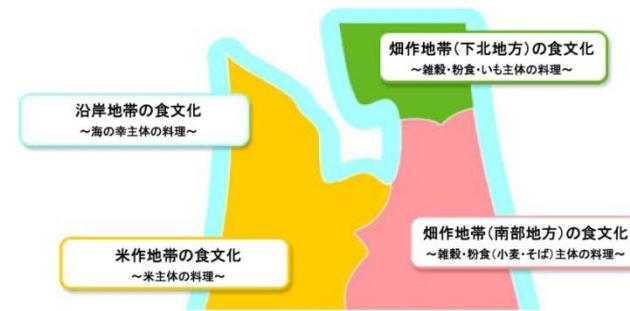 畑作地帯(下北地方)の食文化
～雑穀・粉食・いも主体の料理～
沿岸地帯の食文化
～海の幸主体の料理～
畑作地帯(南部地方)の食文化
～雑穀・粉食(小麦・そば)主体の料理～
米作地帯の食文化
～米主体の料理～